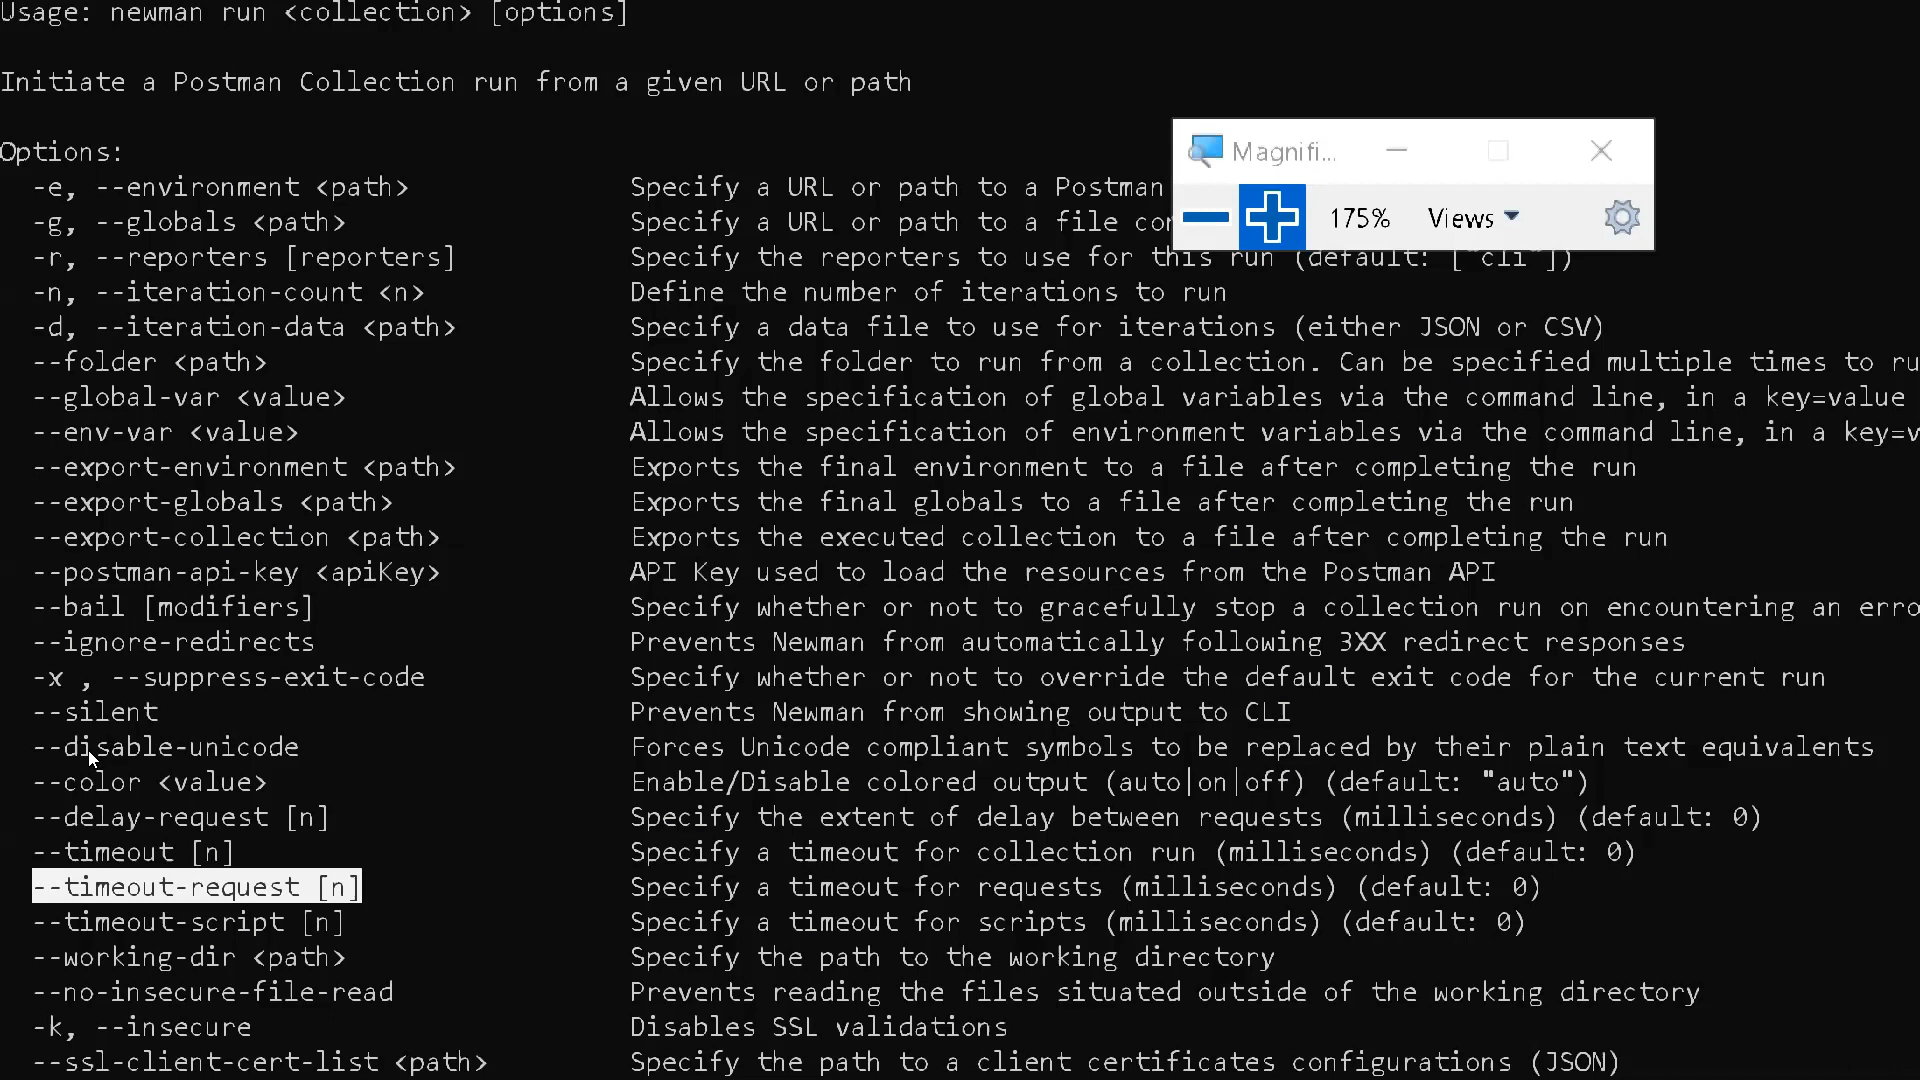 Usage: newman run <collection> [options]
Initiate a Postman Collection run from a given URL or path
Options:
-e, --environment <path> Specify a URL or path to a Postman
-g, --globals <path> Specify a URL or path to a file con
-r, --reporters [reporters] Specify the reporters to use for this run (default: ["cli"])
-n, --iteration-count <n> Define the number of iterations to run
-d, --iteration-data <path> Specify a data file to use for iterations (either JSON or CSV)
--folder <path> Specify the folder to run from a collection. Can be specified multiple times to ru
--global-var <value> Allows the specification of global variables via the command line, in a key=value
--env-var <value> Allows the specification of environment variables via the command line, in a key=v
--export-environment <path> Exports the final environment to a file after completing the run
--export-globals <path> Exports the final globals to a file after completing the run
--export-collection <path> Exports the executed collection to a file after completing the run
--postman-api-key <apiKey> API Key used to load the resources from the Postman API
--bail [modifiers] Specify whether or not to gracefully stop a collection run on encountering an erro
--ignore-redirects Prevents Newman from automatically following 3XX redirect responses
-x , --suppress-exit-code Specify whether or not to override the default exit code for the current run
--silent Prevents Newman from showing output to CLI
--disable-unicode Forces Unicode compliant symbols to be replaced by their plain text equivalents
--color <value> Enable/Disable colored output (auto|on|off) (default: "auto")
--delay-request [n] Specify the extent of delay between requests (milliseconds) (default: 0)
--timeout [n] Specify a timeout for collection run (milliseconds) (default: 0)
--timeout-request [n] Specify a timeout for requests (milliseconds) (default: 0)
--timeout-script [n] Specify a timeout for scripts (milliseconds) (default: 0)
--working-dir <path> Specify the path to the working directory
--no-insecure-file-read Prevents reading the files situated outside of the working directory
-k, --insecure Disables SSL validations
--ssl-client-cert-list <path> Specify the path to a client certificates configurations (JSON)
Magnifi...
175% Views